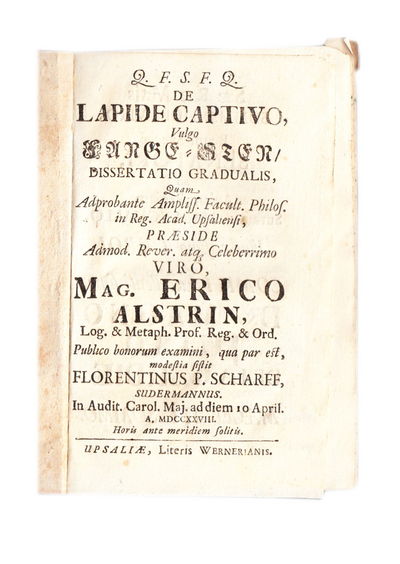 Q. F. S. F. Q.
DE
LAPIDE CAPTIVO,
Vulgo
FANGE-STEN/
DISSERTATIO GRADUALIS,
Quam
Adprobante Ampliſſ. Facult. Philoſ.
in Reg. Acad. Upſalienſi,
PRÆSIDE
Admod. Rever. atq; Celeberrimo
VIRO,
MAG. ERICO
ALSTRIN,
Log. & Metaph. Prof. Reg. & Ord.
Publico bonorum examini, qua par eſt,
modeſtia ſiſtit
FLORENTINUS P. SCHARFF,
SUDERMANNUS.
In Audit. Carol. Maj. ad diem 10 April.
A. MDCCXXVIII.
Horis ante meridiem ſolitis.
UPSALIÆ, Literis WERNERIANIS.